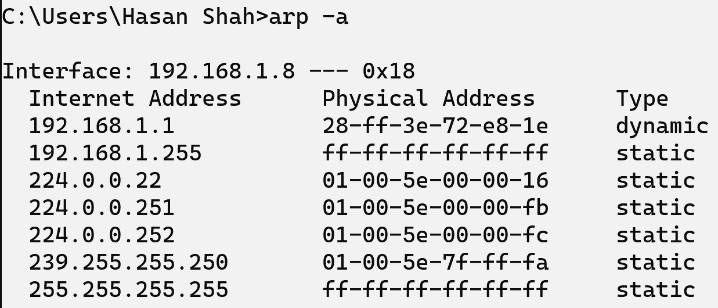 C:\Users\Hasan Shah>arp -a
Interface: 192.168.1.8 --- 0x18
Internet Address Physical Address Type
192.168.1.1 28-ff-3e-72-e8-1e dynamic
192.168.1.255 ff-ff-ff-ff-ff-ff static
224.0.0.22 01-00-5e-00-00-16 static
224.0.0.251 01-00-5e-00-00-fb static
224.0.0.252 01-00-5e-00-00-fc static
239.255.255.250 01-00-5e-7f-ff-fa static
255.255.255.255 ff-ff-ff-ff-ff-ff static